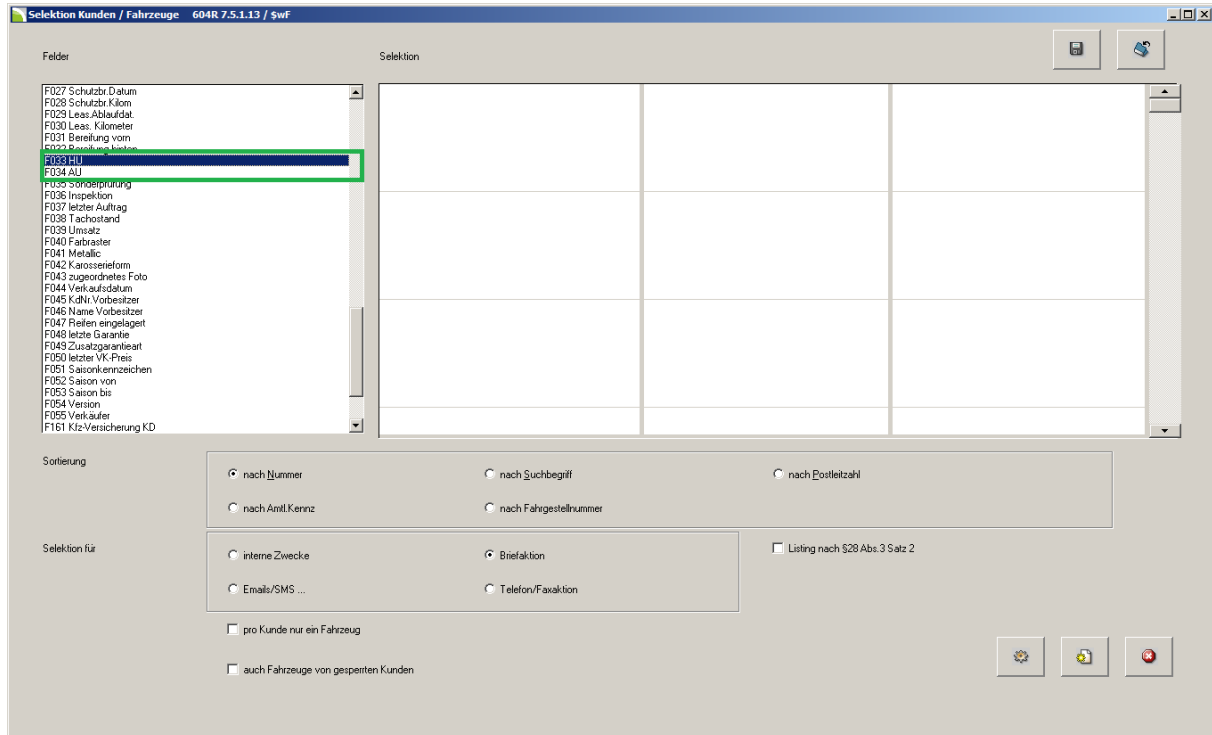 Selektion Kunden / Fahrzeuge 604R 7.5.1.13 / $wF
Felder
Selektion
F027 Schutzbr.Datum
F028 Schutzbr.Kilom
F029 Leas.Ablaufdat.
F030 Leas. Kilometer
F031 Bereifung vorn
F032 Bereifung hinten
F033 HU
F034 AU
F035 Sonderprüfung
F036 Inspektion
F037 letzter Auftrag
F038 Tachostand
F039 Umsatz
F040 Farbraster
F041 Metallic
F042 Karosserieform
F043 zugeordnetes Foto
F044 Verkaufsdatum
F045 KdNr.Vorbesitzer
F046 Name Vorbesitzer
F047 Reifen eingelagert
F048 letzte Garantie
F049 Zusatzgarantieart
F050 letzter VK-Preis
F051 Saisonkennzeichen
F052 Saison von
F053 Saison bis
F054 Version
F055 Verkäufer
F161 Kfz-Versicherung KD
Sortierung
nach Nummer
nach Suchbegriff
nach Postleitzahl
nach Amtl.Kennz
nach Fahrgestellnummer
Selektion für
interne Zwecke
Briefaktion
Listing nach §28 Abs.3 Satz 2
Emails/SMS ...
Telefon/Faxaktion
pro Kunde nur ein Fahrzeug
auch Fahrzeuge von gesperrten Kunden